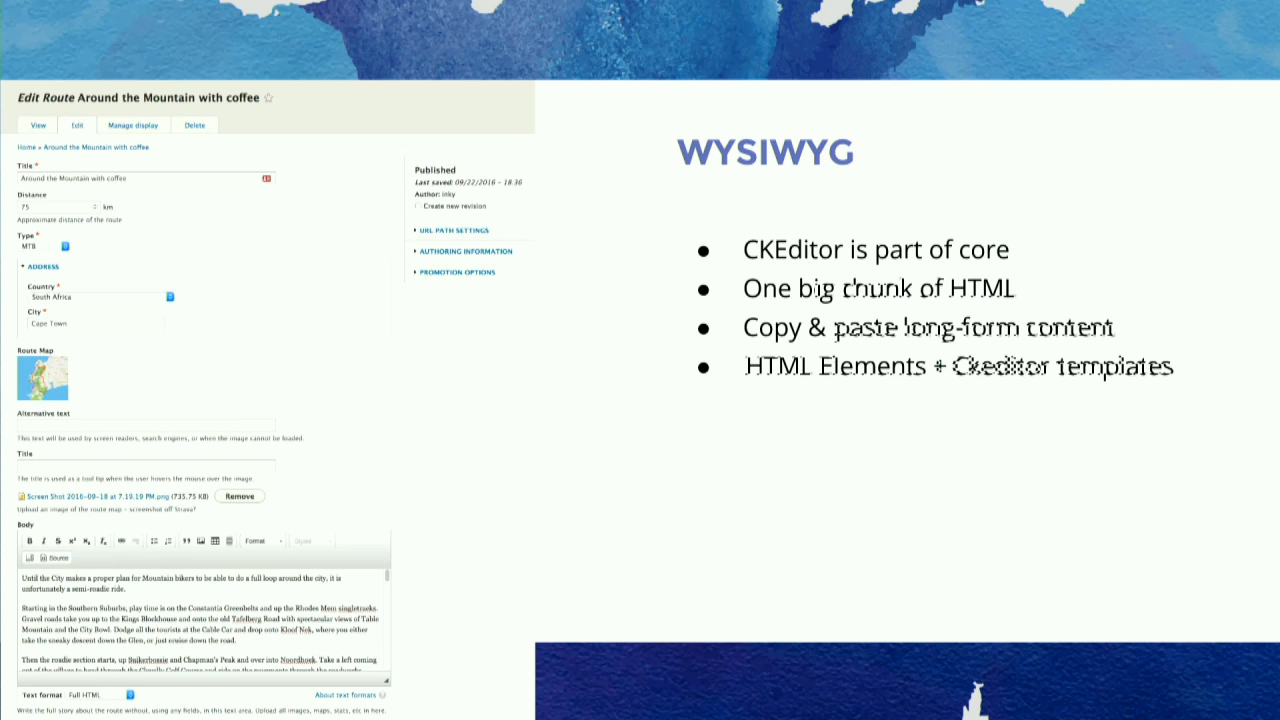 Edit Route Around the Mountain with coffee
View Edit Manage display Delete
Home » Around the Mountain with coffee
Title *
Around the Mountain with coffee
Distance
75 km
Approximate distance of the route
Type *
MTB
ADDRESS
Country *
South Africa
City *
Cape Town
Route Map
Alternative text
This text will be used by screen readers, search engines, or when the image cannot be loaded.
Title
The title is used as a tool tip when the user hovers the mouse over the image.
Screen Shot 2016-09-18 at 7.19.19 PM.png (735.75 KB) Remove
Upload an image of the route map - screenshot off Strava?
Body
Format Styles
Source
Until the City makes a proper plan for Mountain bikers to be able to do a full loop around the city, it is
unfortunately a semi-roadie ride.
Starting in the Southern Suburbs, play time is on the Constantia Greenbelts and up the Rhodes Mem singletracks.
Gravel roads take you up to the Kings Blockhouse and onto the old Tafelberg Road with spectacular views of Table
Mountain and the City Bowl. Dodge all the tourists at the Cable Car and drop onto Kloof Nek, where you either
take the sneaky descent down the Glen, or just cruise down the road.
Then the roadie section starts, up Suikerbossie and Chapman's Peak and over into Noordhoek. Take a left coming
Text format Full HTML About text formats
Write the full story about the route without, using any fields, in this text area. Upload all images, maps, stats, etc in here.
Published
Last saved: 09/22/2016 - 18:36
Author: inky
Create new revision
URL PATH SETTINGS
AUTHORING INFORMATION
PROMOTION OPTIONS
WYSIWYG
● CKEditor is part of core
● One big chunk of HTML
● Copy & paste long-form content
● HTML Elements + Ckeditor templates